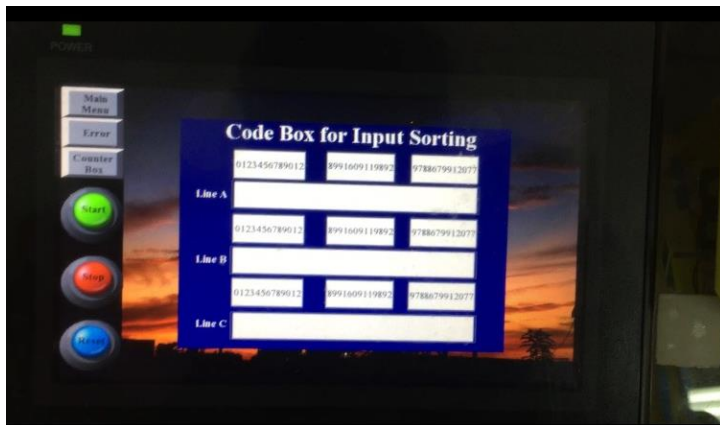 POWER
Main
Menu
Error
Counter
Box
Start
Stop
Reset
Code Box for Input Sorting
0123456789012 8991609119892 9788679912077
Line A
0123456789012 8991609119892 9788679912077
Line B
0123456789012 8991609119892 9788679912077
Line C